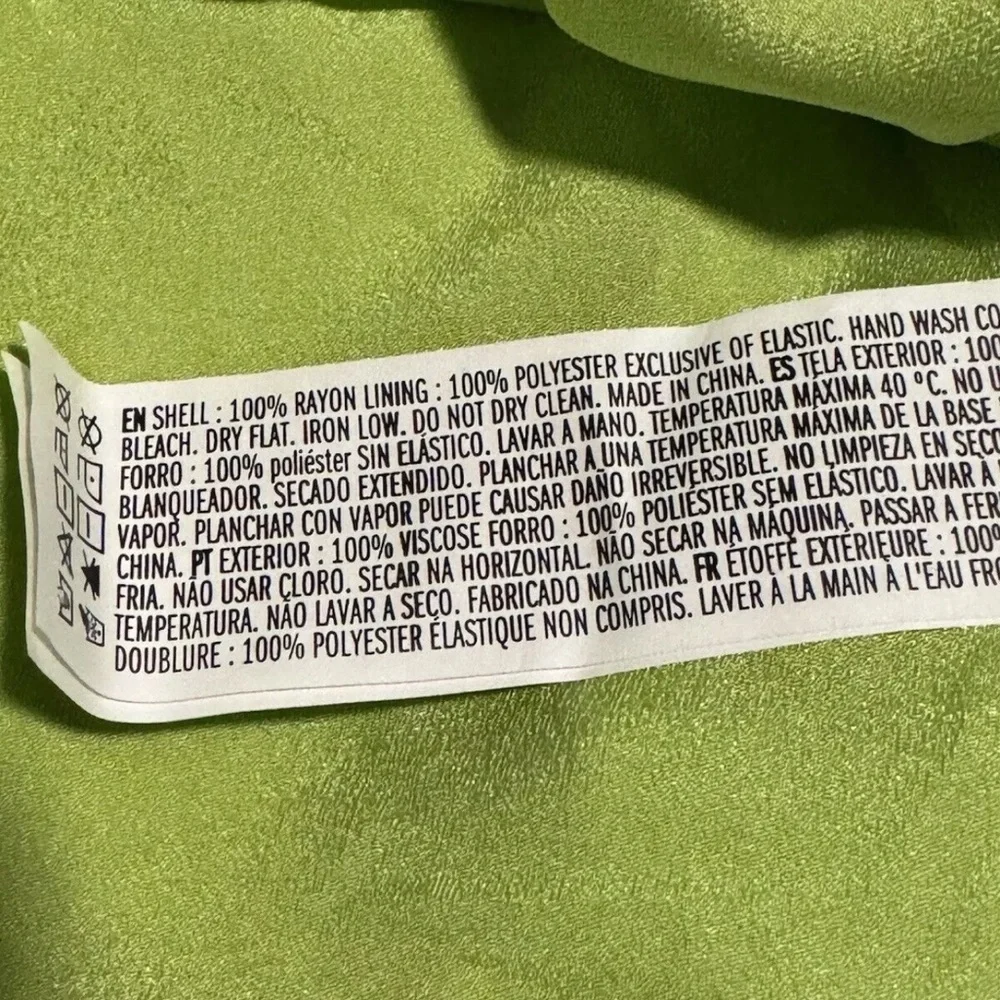 EN SHELL : 100% RAYON LINING : 100% POLYESTER EXCLUSIVE OF ELASTIC. HAND WASH
BLEACH. DRY FLAT. IRON LOW. DO NOT DRY CLEAN. MADE IN CHINA. ES TELA EXTERIOR : 100
FORRO : 100% poliéster SIN ELÁSTICO. LAVAR A MANO. TEMPERATURA MÁXIMA 40 °C. NO
BLANQUEADOR. SECADO EXTENDIDO. PLANCHAR A UNA TEMPERATURA MÁXIMA DE LA BASE
VAPOR. PLANCHAR CON VAPOR PUEDE CAUSAR DAÑO IRREVERSIBLE. NO LIMPIEZA EN SECO
CHINA. PT EXTERIOR : 100% VISCOSE FORRO : 100% POLIÉSTER SEM ELÁSTICO. LAVAR A
FRIA. NÃO USAR CLORO. SECAR NA HORIZONTAL. NÃO SECAR NA MÁQUINA. PASSAR A
TEMPERATURA. NÃO LAVAR A SECO. FABRICADO NA CHINA. FR ÉTOFFE EXTÉRIEURE : 100%
DOUBLURE : 100% POLYESTER ÉLASTIQUE NON COMPRIS. LAVER À LA MAIN À L'EAU